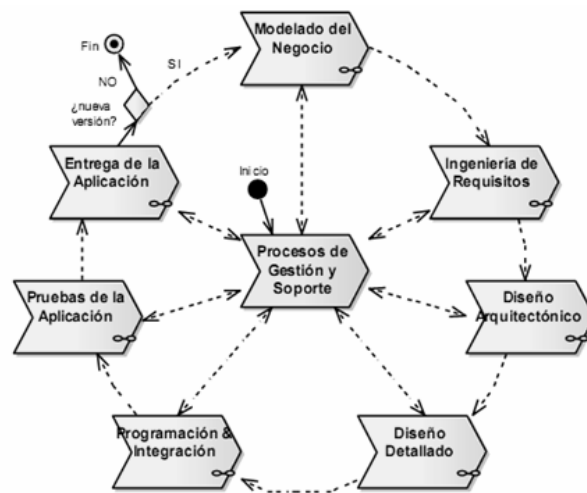 Fin
SI
NO
¿nueva
versión?
Modelado del
Negocio
Entrega de la
Aplicación
Inicio
Ingeniería de
Requisitos
Procesos de
Gestión y
Soporte
Pruebas de la
Aplicación
Diseño
Arquitectónico
Programación &
Integración
Diseño
Detallado